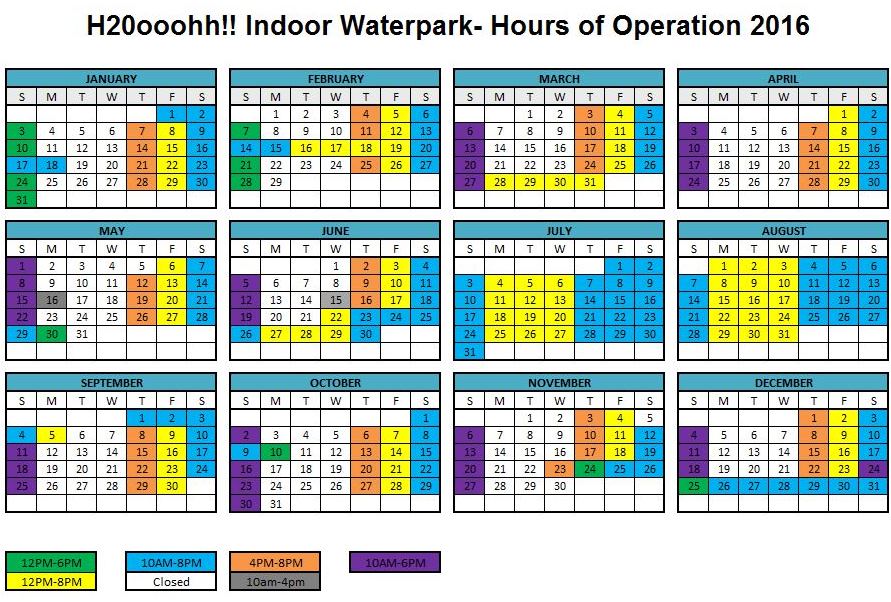 H20ooohh!! Indoor Waterpark- Hours of Operation 2016
JANUARY FEBRUARY MARCH APRIL
S M T W T F S S M T W T F S S M T W T F S S M T W T F S
1 2 1 2 3 4 5 6 1 2 3 4 5 1 2
3 4 5 6 7 8 9 7 8 9 10 11 12 13 6 7 8 9 10 11 12 3 4 5 6 7 8 9
10 11 12 13 14 15 16 14 15 16 17 18 19 20 13 14 15 16 17 18 19 10 11 12 13 14 15 16
17 18 19 20 21 22 23 21 22 23 24 25 26 27 20 21 22 23 24 25 26 17 18 19 20 21 22 23
24 25 26 27 28 29 30 28 29 27 28 29 30 31 24 25 26 27 28 29 30
31
MAY JUNE JULY AUGUST
S M T W T F S S M T W T F S S M T W T F S S M T W T F S
1 2 3 4 5 6 7 1 2 3 4 1 2 1 2 3 4 5 6
8 9 10 11 12 13 14 5 6 7 8 9 10 11 3 4 5 6 7 8 9 7 8 9 10 11 12 13
15 16 17 18 19 20 21 12 13 14 15 16 17 18 10 11 12 13 14 15 16 14 15 16 17 18 19 20
22 23 24 25 26 27 28 19 20 21 22 23 24 25 17 18 19 20 21 22 23 21 22 23 24 25 26 27
29 30 31 26 27 28 29 30 24 25 26 27 28 29 30 28 29 30 31
31
SEPTEMBER OCTOBER NOVEMBER DECEMBER
S M T W T F S S M T W T F S S M T W T F S S M T W T F S
1 2 3 1 1 2 3 4 5 1 2 3
4 5 6 7 8 9 10 2 3 4 5 6 7 8 6 7 8 9 10 11 12 4 5 6 7 8 9 10
11 12 13 14 15 16 17 9 10 11 12 13 14 15 13 14 15 16 17 18 19 11 12 13 14 15 16 17
18 19 20 21 22 23 24 16 17 18 19 20 21 22 20 21 22 23 24 25 26 18 19 20 21 22 23 24
25 26 27 28 29 30 23 24 25 26 27 28 29 27 28 29 30 25 26 27 28 29 30 31
30 31
12PM-6PM 10AM-8PM 4PM-8PM 10AM-6PM
12PM-8PM Closed 10am-4pm